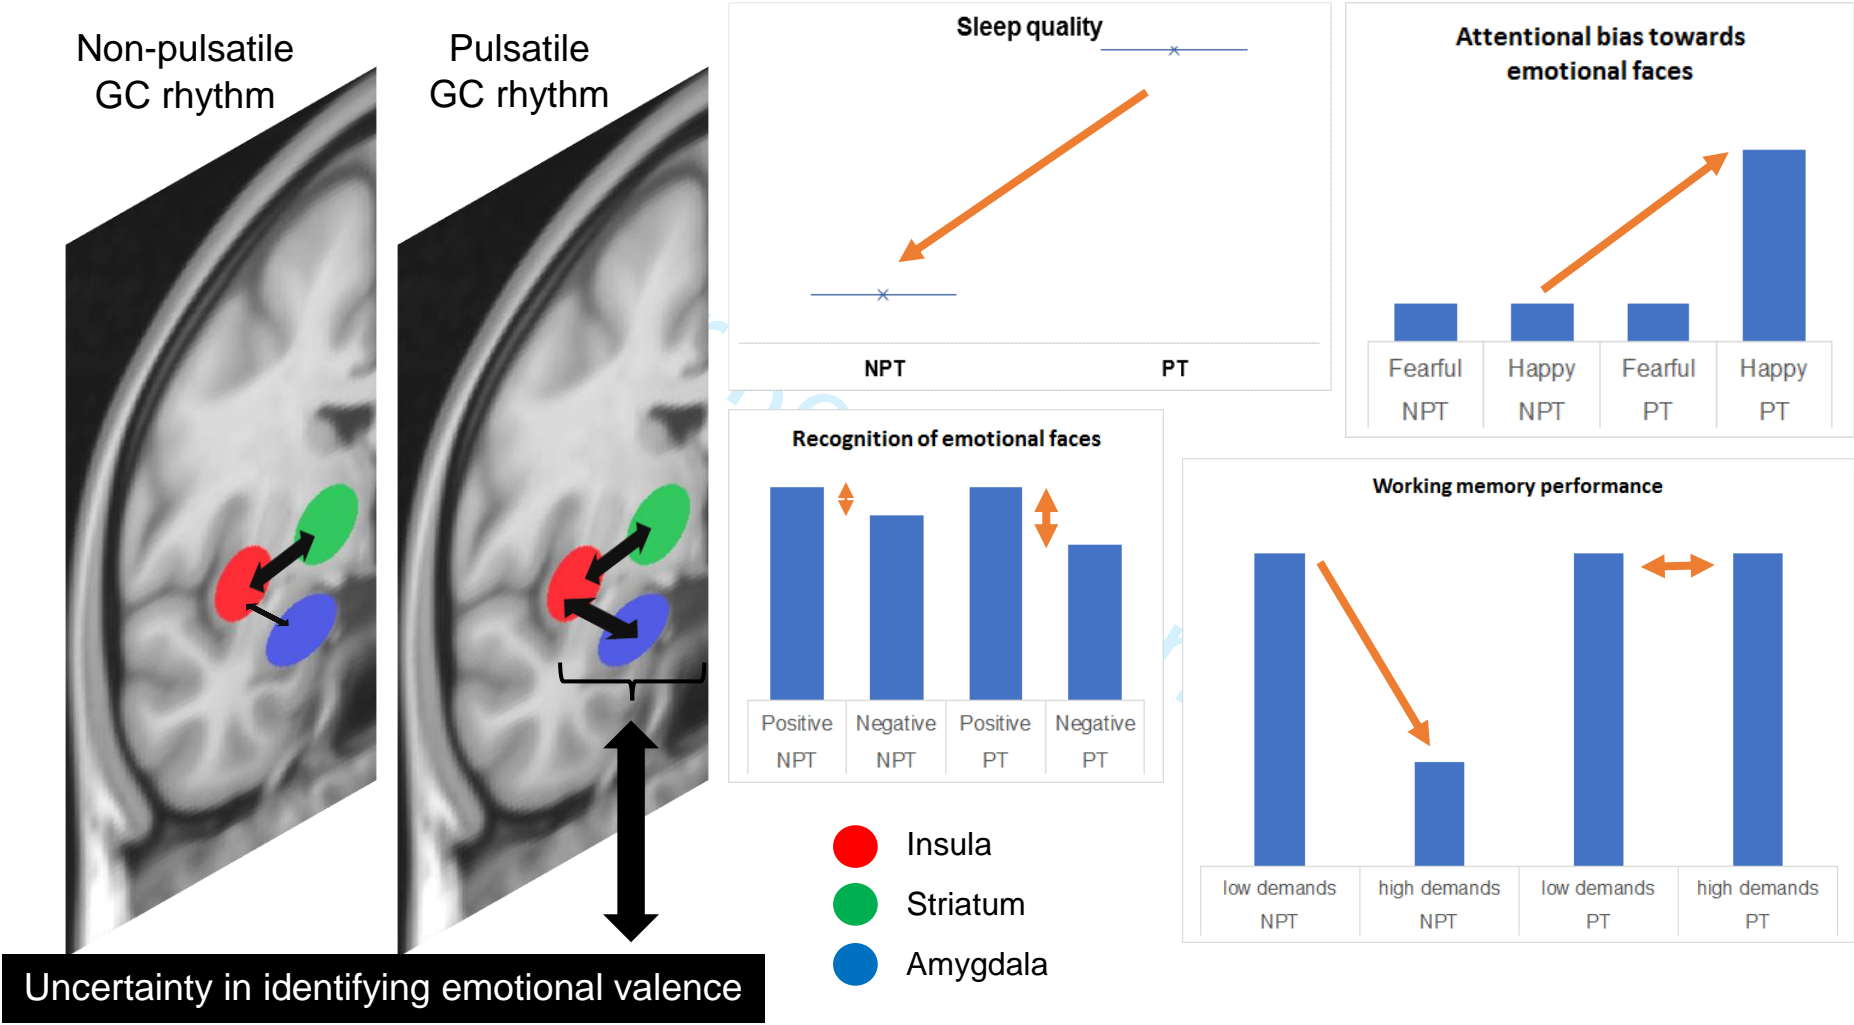 Non-pulsatile
GC rhythm
Pulsatile
GC rhythm
Sleep quality
NPT
PT
Attentional bias towards
emotional faces
Fearful Happy Fearful Happy
NPT NPT PT PT
Recognition of emotional faces
Positive Negative Positive Negative
NPT NPT PT PT
Working memory performance
low demands high demands low demands high demands
NPT NPT PT PT
Insula
Striatum
Amygdala
Uncertainty in identifying emotional valence